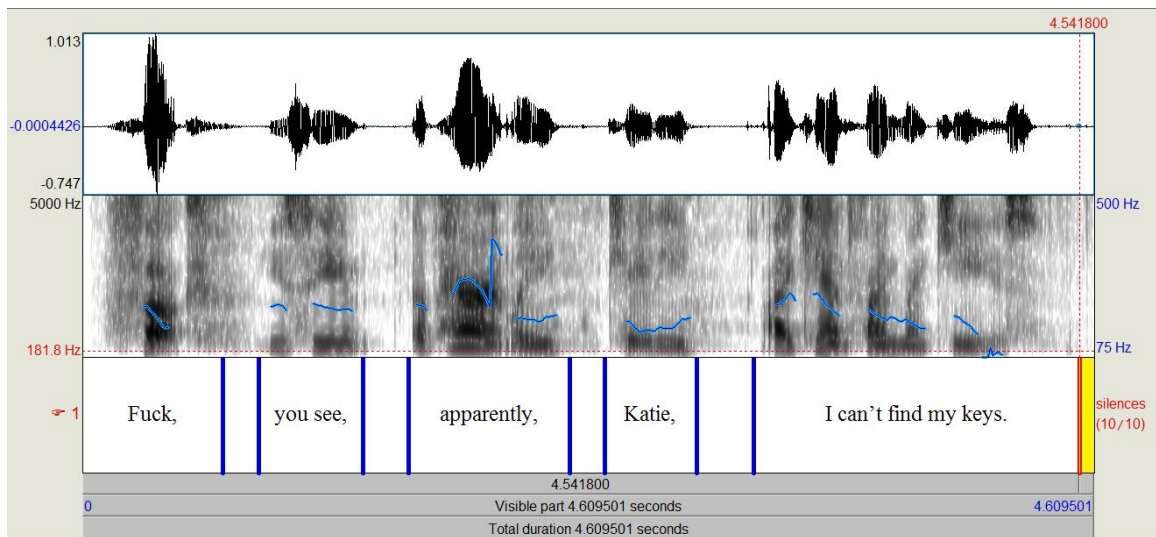 4.541800
1.013
-0.0004426
-0.747
5000 Hz
500 Hz
181.8 Hz
75 Hz
☞ 1
Fuck,
you see,
apparently,
Katie,
I can’t find my keys.
silences
(10/10)
4.541800
0
Visible part 4.609501 seconds
4.609501
Total duration 4.609501 seconds